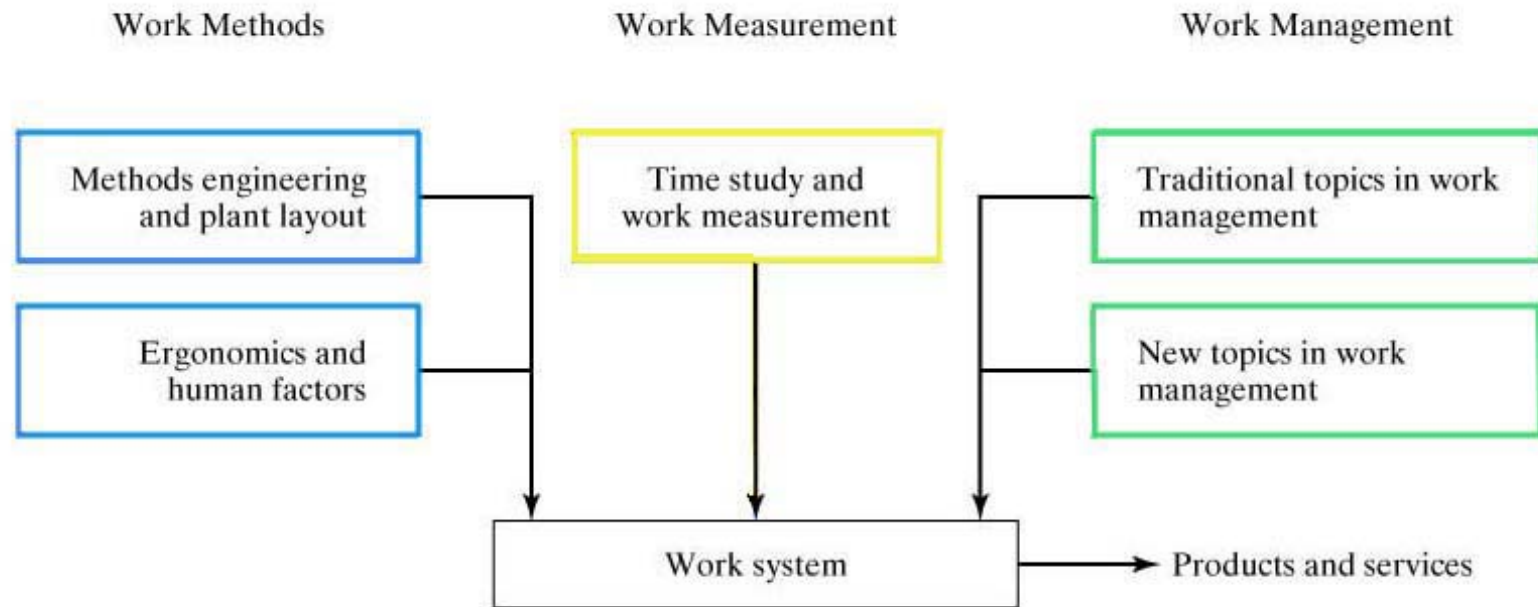 Work Methods
Work Measurement
Work Management
Methods engineering
and plant layout
Time study and
work measurement
Traditional topics in work
management
Ergonomics and
human factors
New topics in work
management
Work system
Products and services